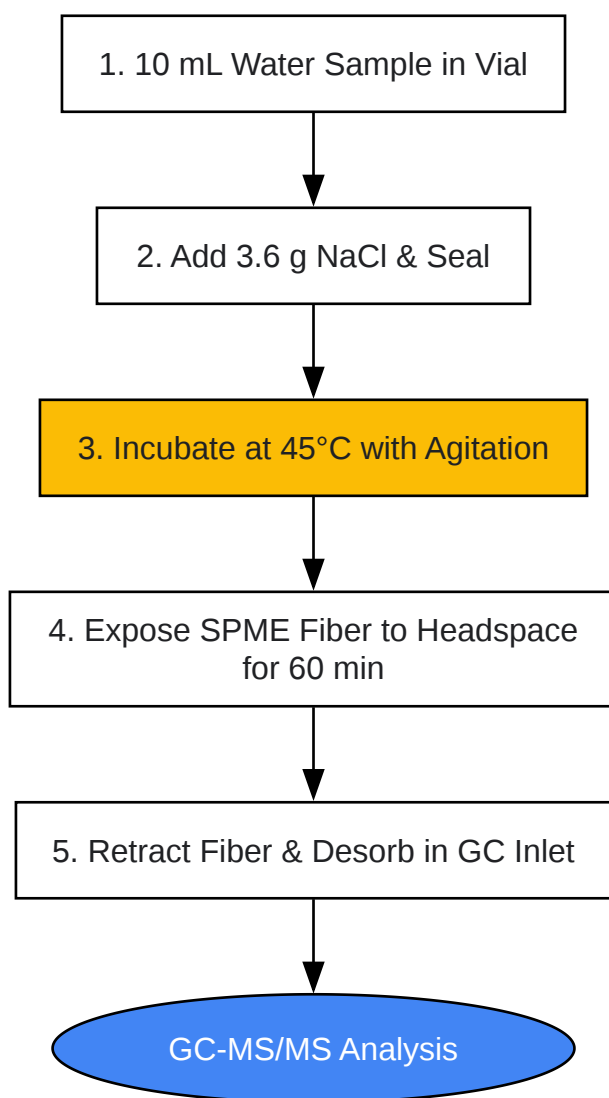 1. 10 mL Water Sample in Vial
2. Add 3.6 g NaCl & Seal
3. Incubate at 45°C with Agitation
4. Expose SPME Fiber to Headspace
for 60 min
5. Retract Fiber & Desorb in GC Inlet
GC-MS/MS Analysis